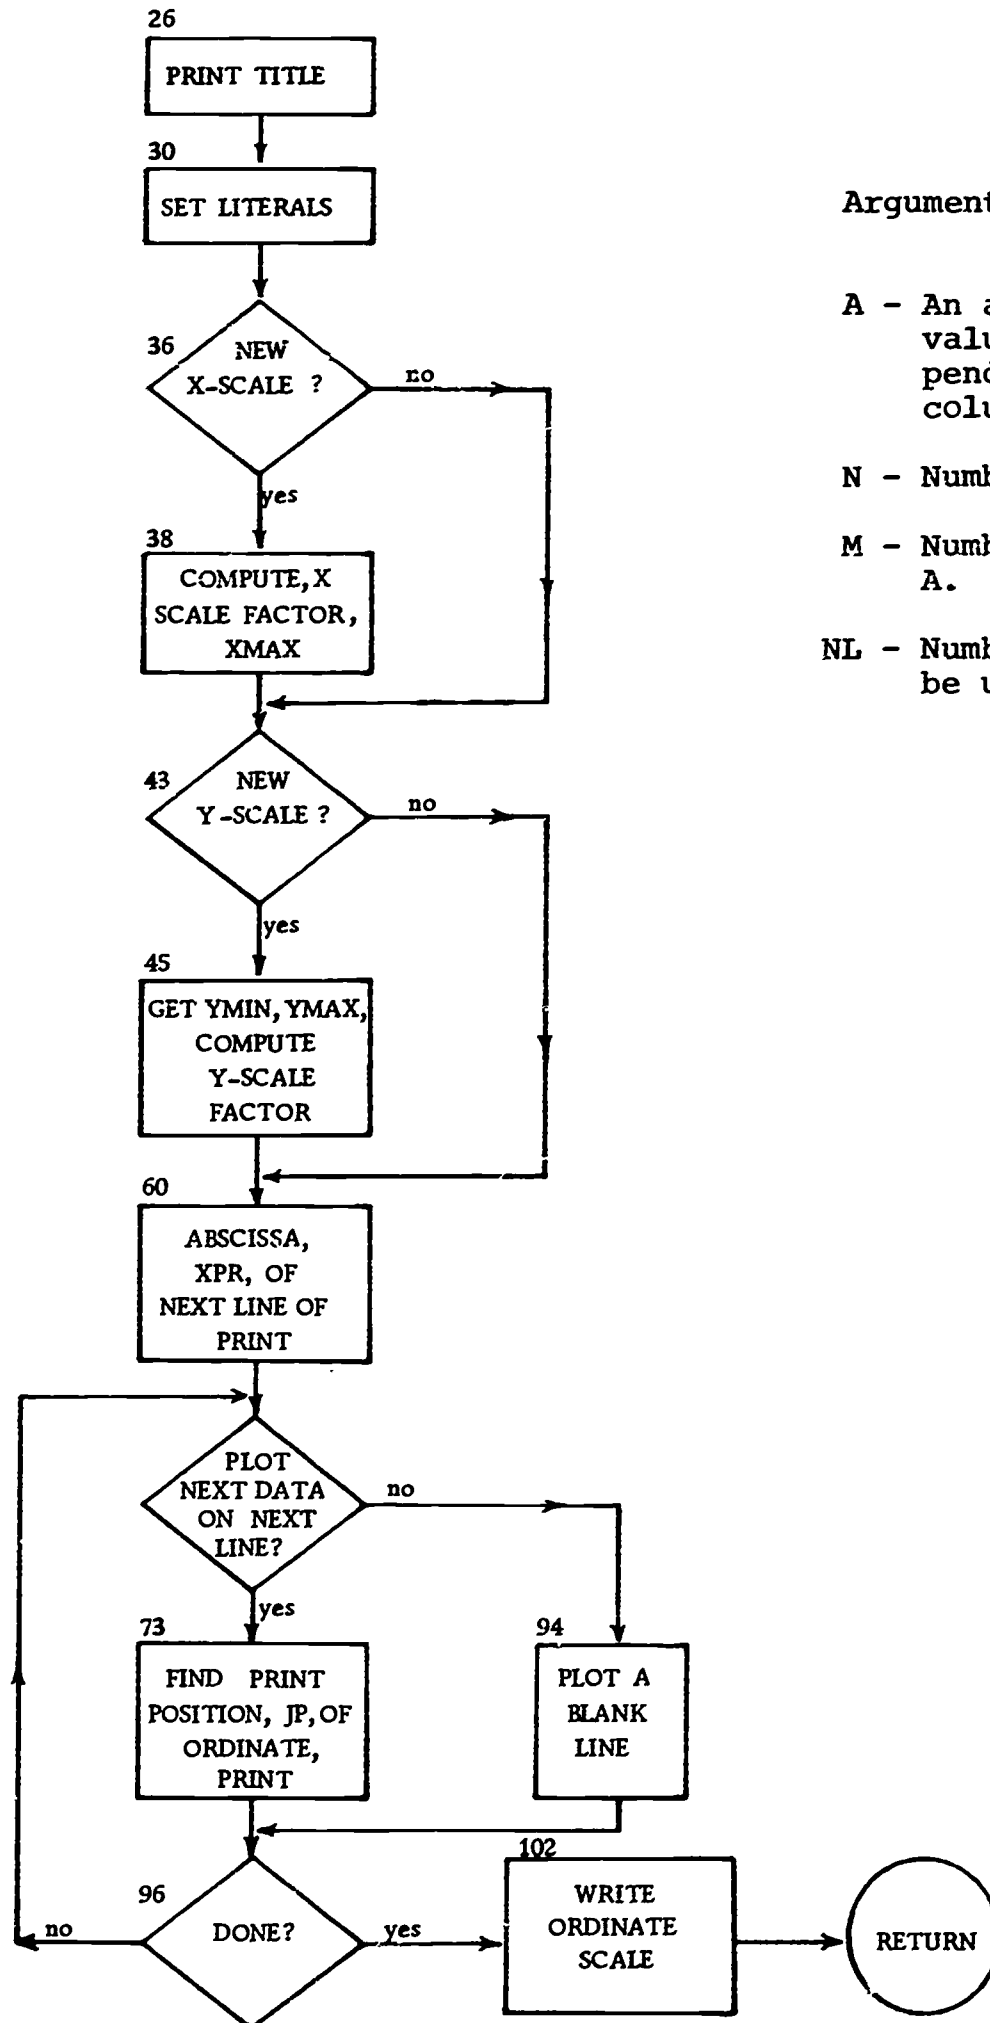 26
PRINT TITLE
30
SET LITERALS
36
NEW
X-SCALE ?
no
yes
38
COMPUTE, X
SCALE FACTOR,
XMAX
43
NEW
Y-SCALE ?
no
yes
45
GET YMIN, YMAX,
COMPUTE
Y-SCALE
FACTOR
60
ABSCISSA,
XPR, OF
NEXT LINE OF
PRINT
PLOT
NEXT DATA
ON NEXT
LINE?
no
yes
73
FIND PRINT
POSITION, JP, OF
ORDINATE,
PRINT
94
PLOT A
BLANK
LINE
96
DONE?
no
yes
102
WRITE
ORDINATE
SCALE
RETURN
Argument
A - An a
valu
pend
colu
N - Numb
M - Numb
A.
NL - Numb
be u